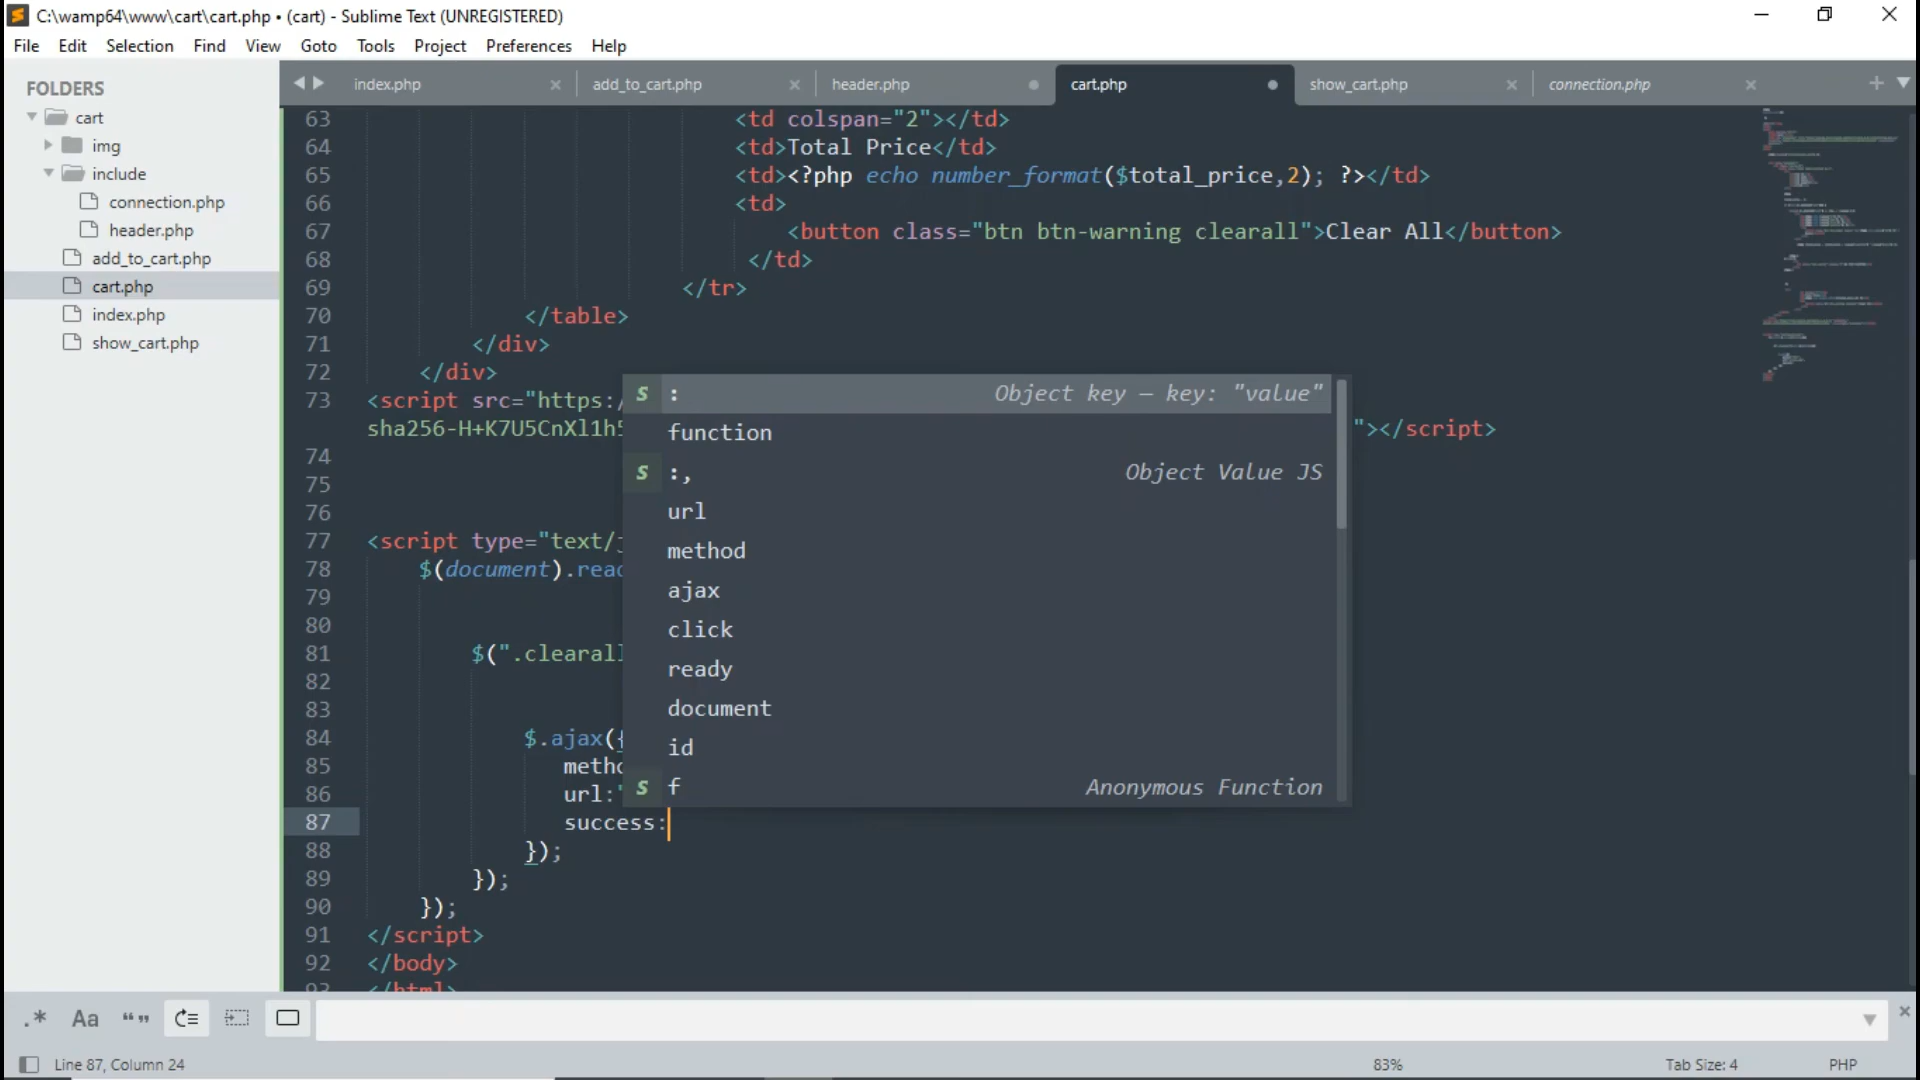 C:\wamp64\www\cart\cart.php • (cart) - Sublime Text (UNREGISTERED)
File Edit Selection Find View Goto Tools Project Preferences Help
FOLDERS
cart
img
include
connection.php
header.php
add_to_cart.php
cart.php
index.php
show_cart.php
index.php add_to_cart.php header.php cart.php show_cart.php connection.php
63 <td colspan="2"></td>
64 <td>Total Price</td>
65 <td><?php echo number_format($total_price,2); ?></td>
66 <td>
67 <button class="btn btn-warning clearall">Clear All</button>
68 </td>
69 </tr>
70 </table>
71 </div>
72 </div>
73 <script src="https:/
sha256-H+K7U5CnXl1h5 "></script>
74
75
76
77 <script type="text/j
78 $(document).read
79
80
81 $(".clearall
82
83
84 $.ajax({
85 metho
86 url:"
87 success:
88 });
89 });
90 });
91 </script>
92 </body>
93 </html>
S : Object key — key: "value"
function
S :, Object Value JS
url
method
ajax
click
ready
document
id
S f Anonymous Function
.* Aa “ ”
Line 87, Column 24 83% Tab Size: 4 PHP